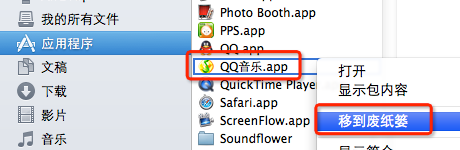 我的所有文件
应用程序
文稿
下载
影片
音乐
Photo Booth.app
PPS.app
QQ.app
QQ音乐.app
QuickTime Player
Safari.app
ScreenFlow.app
Soundflower
打开
显示包内容
移到废纸篓